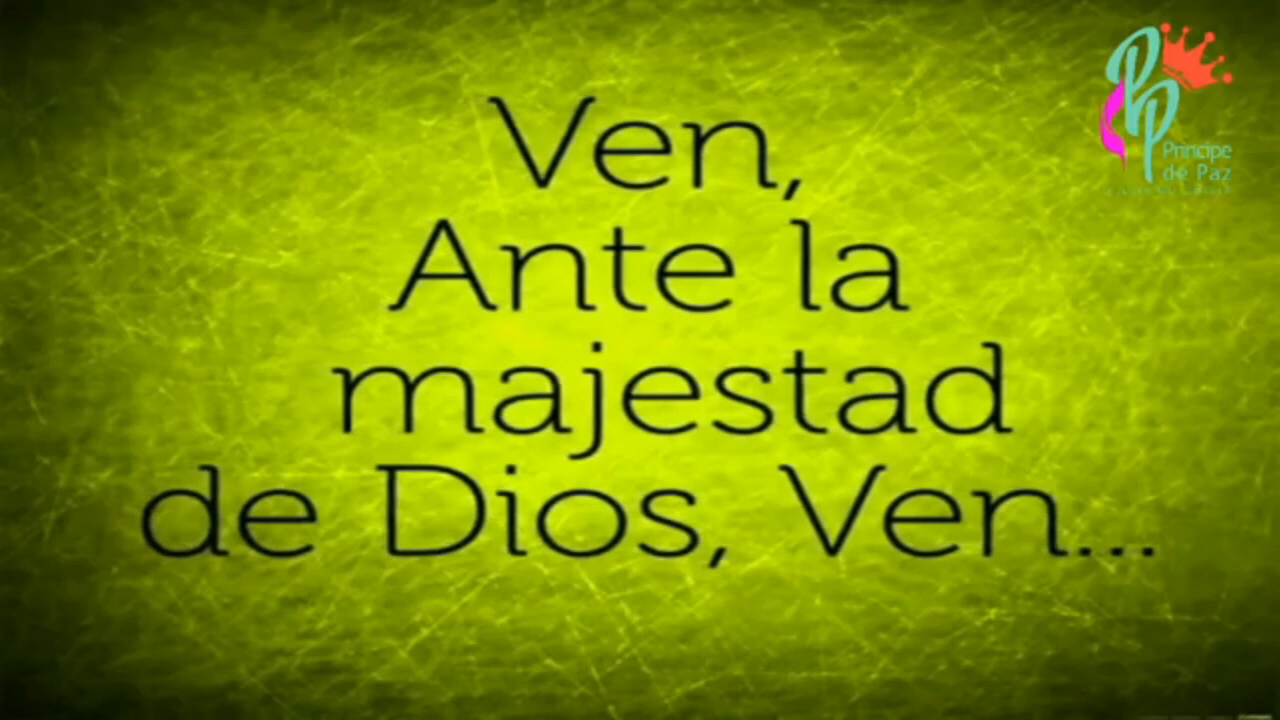 Ven,
Ante la
majestad
de Dios, Ven...
Principe
de Paz